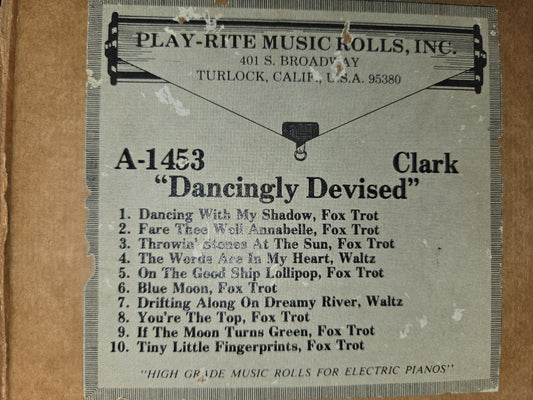 PLAY-RITE MUSIC ROLLS, INC.
401 S. BROADWAY
TURLOCK, CALIF., U.S.A. 95380
A-1453 Clark
"Dancingly Devised"
1. Dancing With My Shadow, Fox Trot
2. Fare Thee Well Annabelle, Fox Trot
3. Throwin' Stones At The Sun, Fox Trot
4. The Words Are In My Heart, Waltz
5. On The Good Ship Lollipop, Fox Trot
6. Blue Moon, Fox Trot
7. Drifting Along On Dreamy River, Waltz
8. You're The Top, Fox Trot
9. If The Moon Turns Green, Fox Trot
10. Tiny Little Fingerprints, Fox Trot
"HIGH GRADE MUSIC ROLLS FOR ELECTRIC PIANOS"